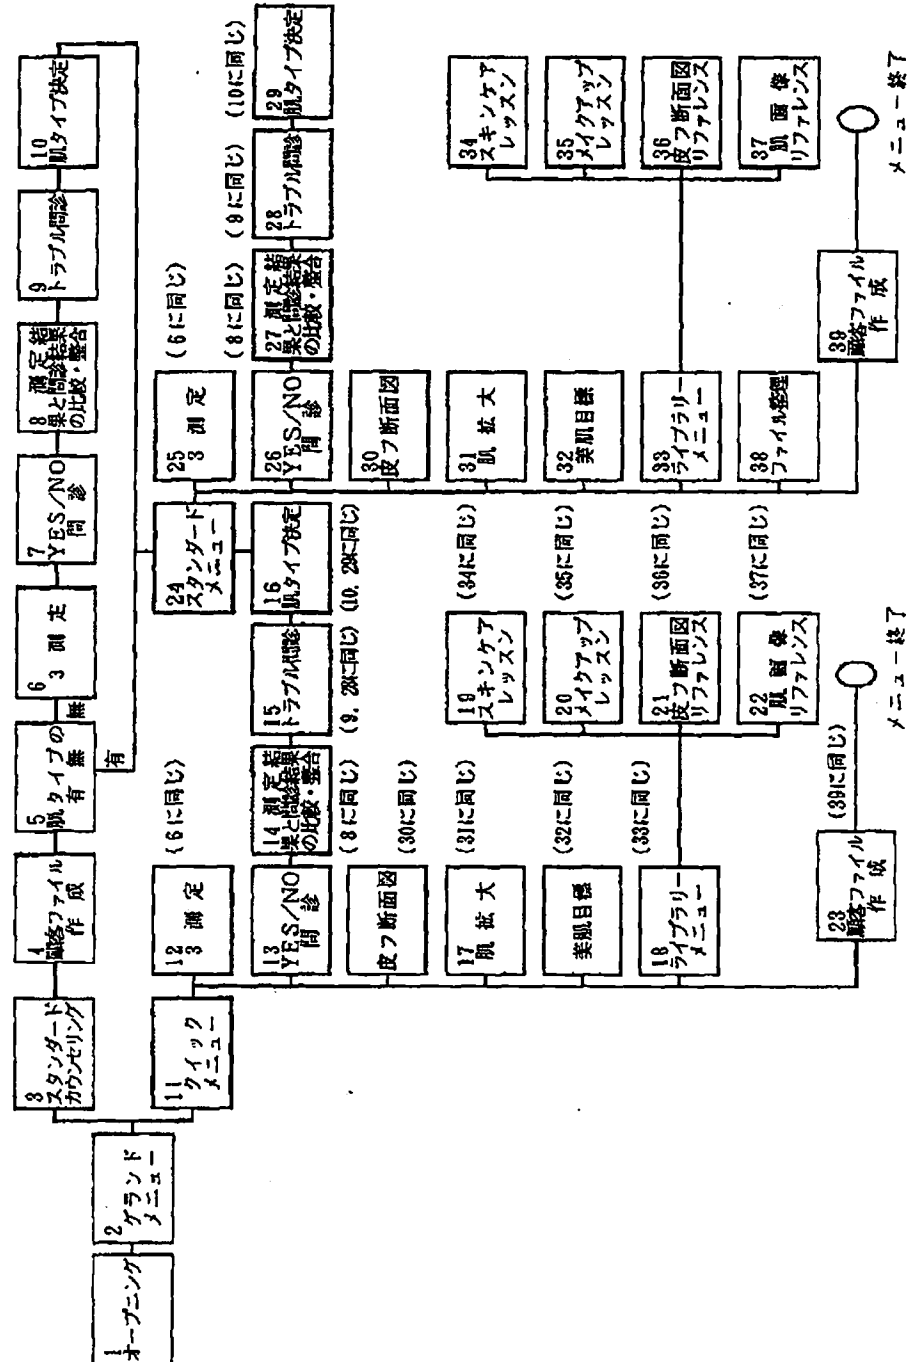 1
オープニング
2
グランド
メニュー
3
スタンダード
カウンセリング
4
顧客ファイル
作 成
5
肌タイプの
有 無
無
有
6
3 測 定
7
YES/NO
問 診
8 測 定 結
果と問診結果
の比較・整合
9
トラブル問診
10
肌タイプ決定
11
クイック
メニュー
12
3 測 定
(6に同じ)
13
YES/NO
問 診
14 測 定 結
果と問診結果
の比較・整合
(8に同じ)
15
トラブル問診
(9, 28に同じ)
16
肌タイプ決定
(10, 29に同じ)
皮フ断面図
(30に同じ)
17
肌 拡 大
(31に同じ)
美肌目標
(32に同じ)
18
ライブラリー
メニュー
(33に同じ)
19
スキンケア
レッスン
(34に同じ)
20
メイクアップ
レッスン
(35に同じ)
21
皮フ断面図
リファレンス
(36に同じ)
22
肌 画 像
リファレンス
(37に同じ)
23
顧客ファイル
作 成
(39に同じ)
メニュー終了
24
スタンダード
メニュー
25
3 測 定
(6に同じ)
26
YES/NO
問 診
27 測 定 結
果と問診結果
の比較・整合
(8に同じ)
28
トラブル問診
(9に同じ)
29
肌タイプ決定
(10に同じ)
30
皮フ断面図
31
肌 拡 大
32
美肌目標
33
ライブラリー
メニュー
34
スキンケア
レッスン
35
メイクアップ
レッスン
36
皮フ断面図
リファレンス
37
肌 画 像
リファレンス
38
ファイル整理
39
顧客ファイル
作 成
メニュー終了